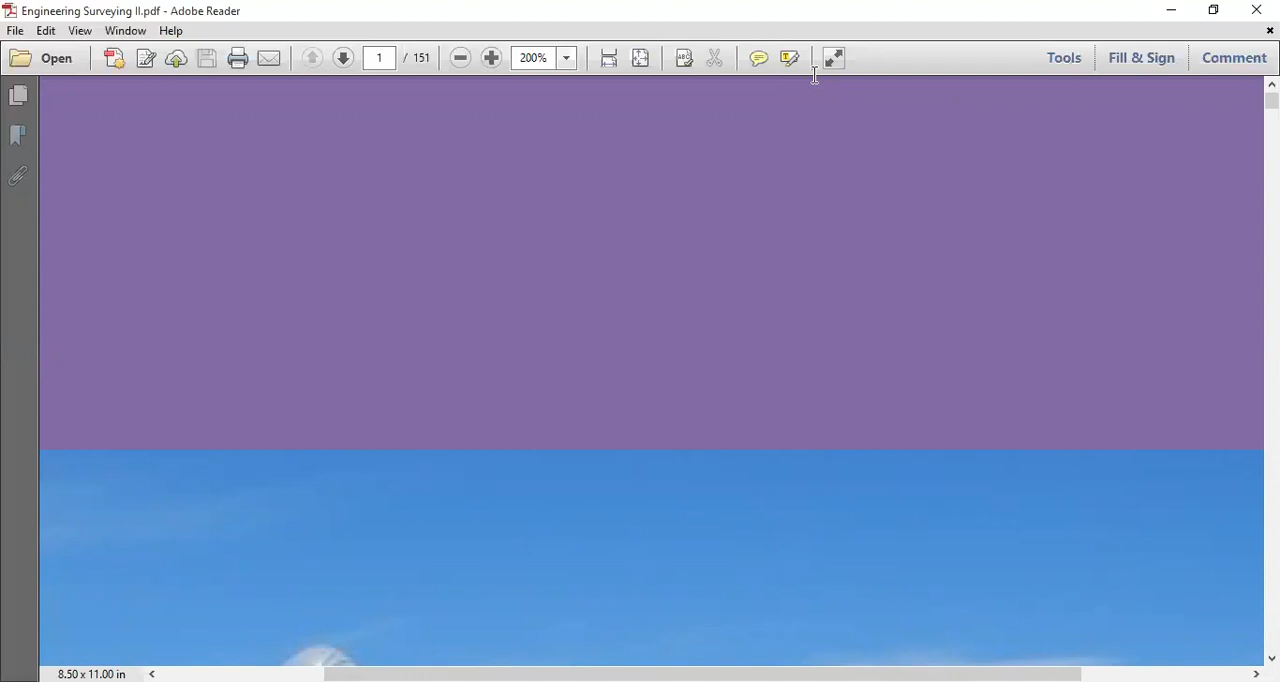 Engineering Surveying II.pdf - Adobe Reader
File Edit View Window Help
Open 1 / 151 200% Tools Fill & Sign Comment
8.50 x 11.00 in